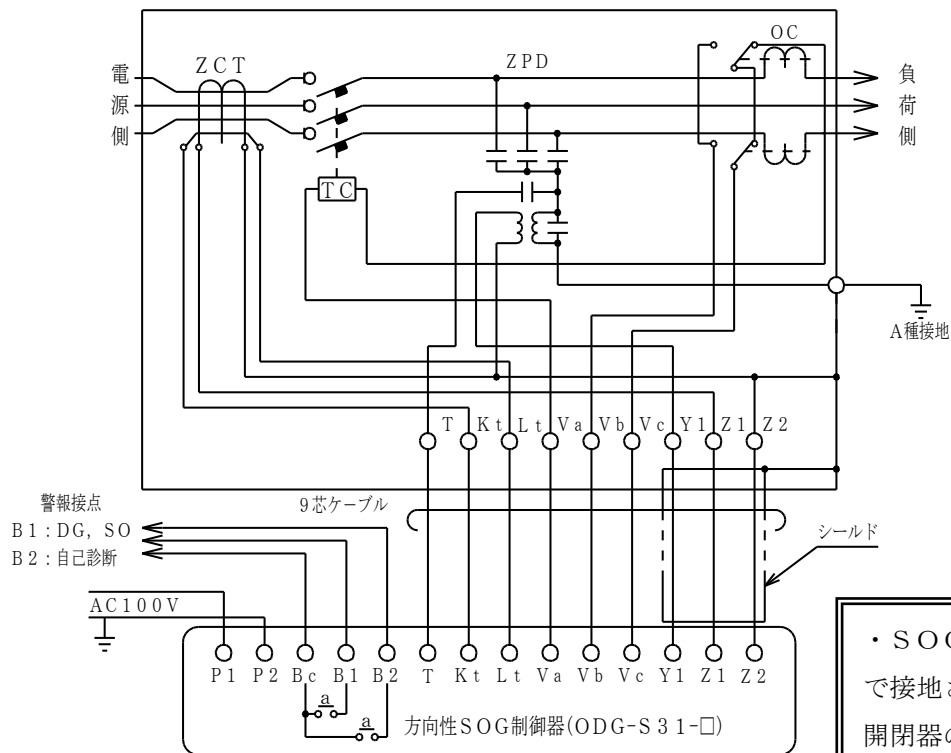 ZCT
ZPD
OC
電
源
側
負
荷
側
TC
A種接地
T Kt Lt Va Vb Vc Y1 Z1 Z2
警報接点
B1:DG, SO
B2:自己診断
9芯ケーブル
シールド
AC100V
P1 P2 Bc B1 B2 T Kt Lt Va Vb Vc Y1 Z1 Z2
a
a
方向性SOG制御器(ODG-S31-□)
・SOG
で接地さ
開閉器の